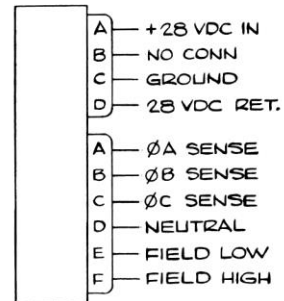 A +28 VDC IN
B NO CONN
C GROUND
D 28 VDC RET.
A ØA SENSE
B ØB SENSE
C ØC SENSE
D NEUTRAL
E FIELD LOW
F FIELD HIGH